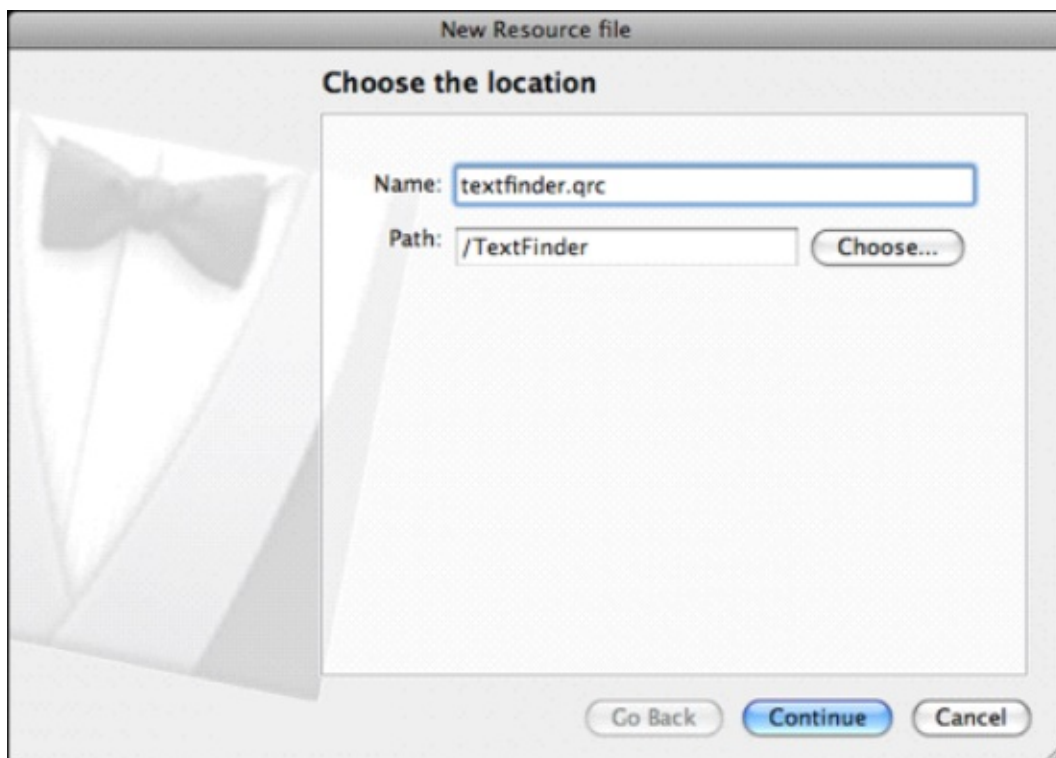 New Resource file
Choose the location
Name: textfinder.qrc
Path: /TextFinder Choose...
Go Back Continue Cancel